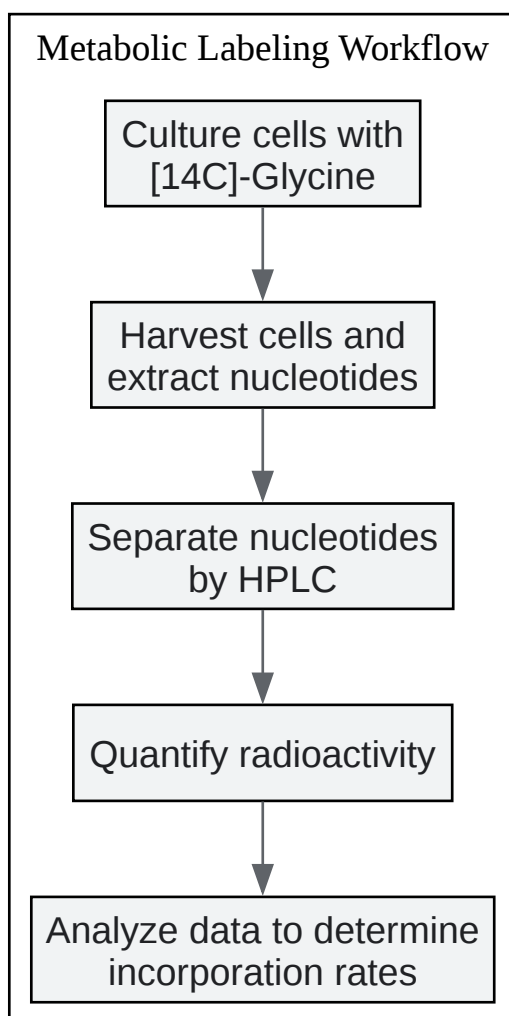 Metabolic Labeling Workflow
Culture cells with
[14C]-Glycine
Harvest cells and
extract nucleotides
Separate nucleotides
by HPLC
Quantify radioactivity
Analyze data to determine
incorporation rates